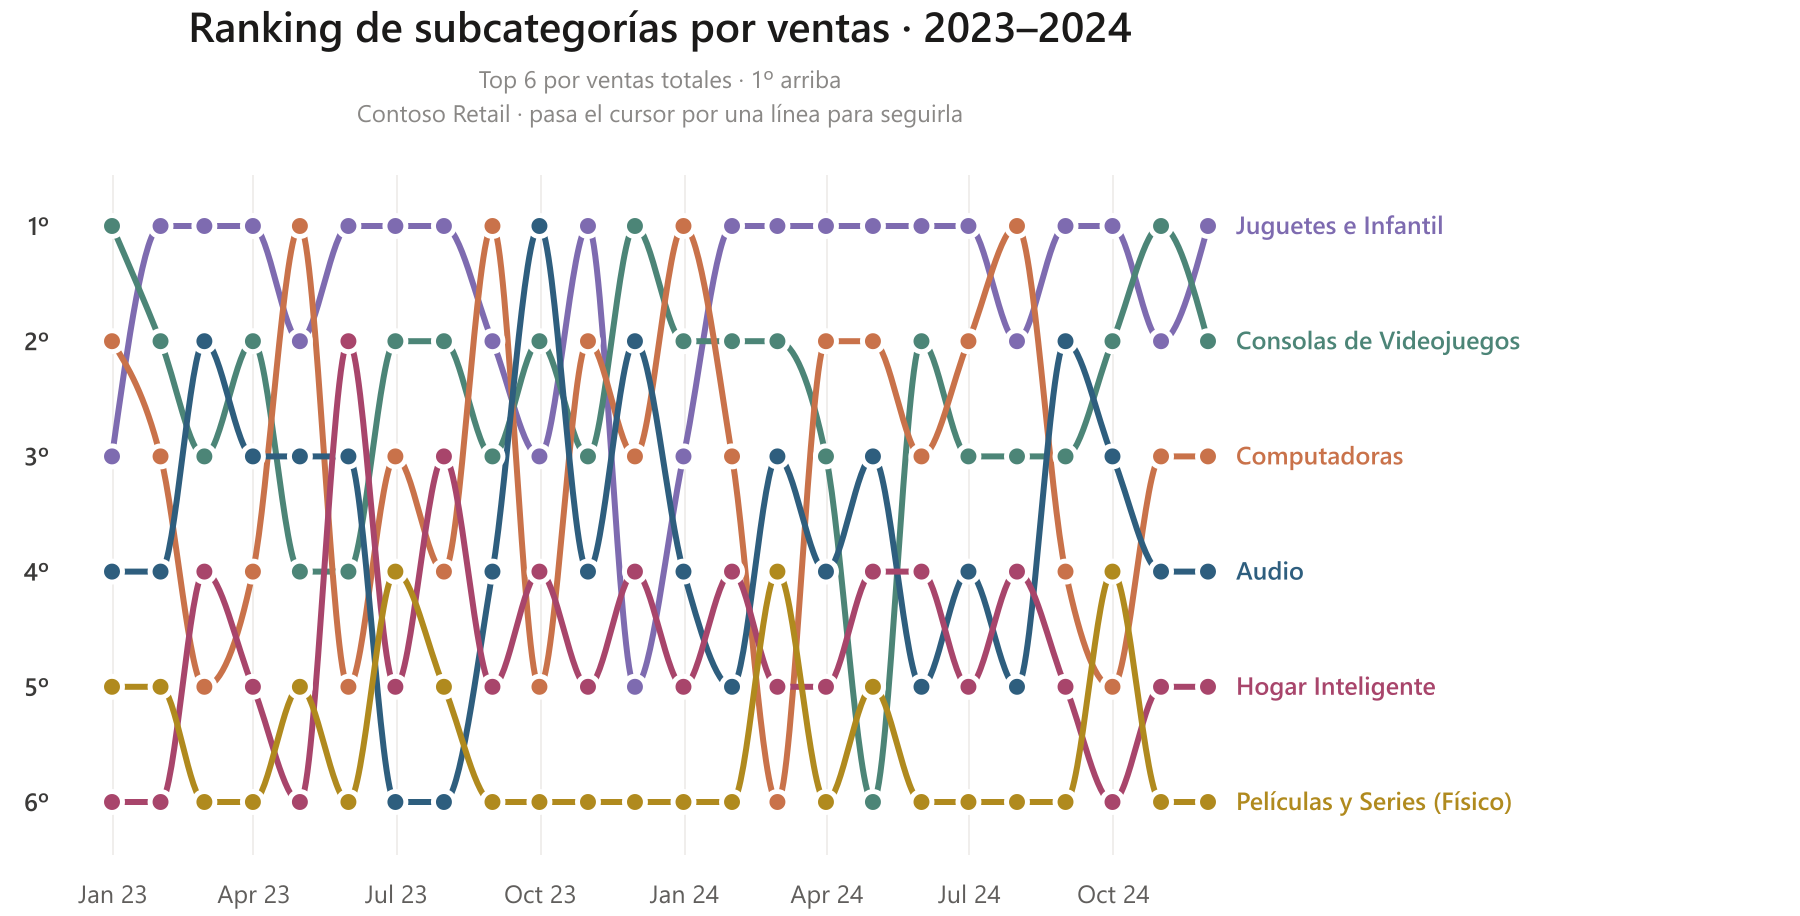 Ranking de subcategorías por ventas · 2023–2024
Top 6 por ventas totales · 1º arriba
Contoso Retail · pasa el cursor por una línea para seguirla
1º
Juguetes e Infantil
2º
Consolas de Videojuegos
3º
Computadoras
4º
Audio
5º
Hogar Inteligente
6º
Películas y Series (Físico)
Jan 23
Apr 23
Jul 23
Oct 23
Jan 24
Apr 24
Jul 24
Oct 24